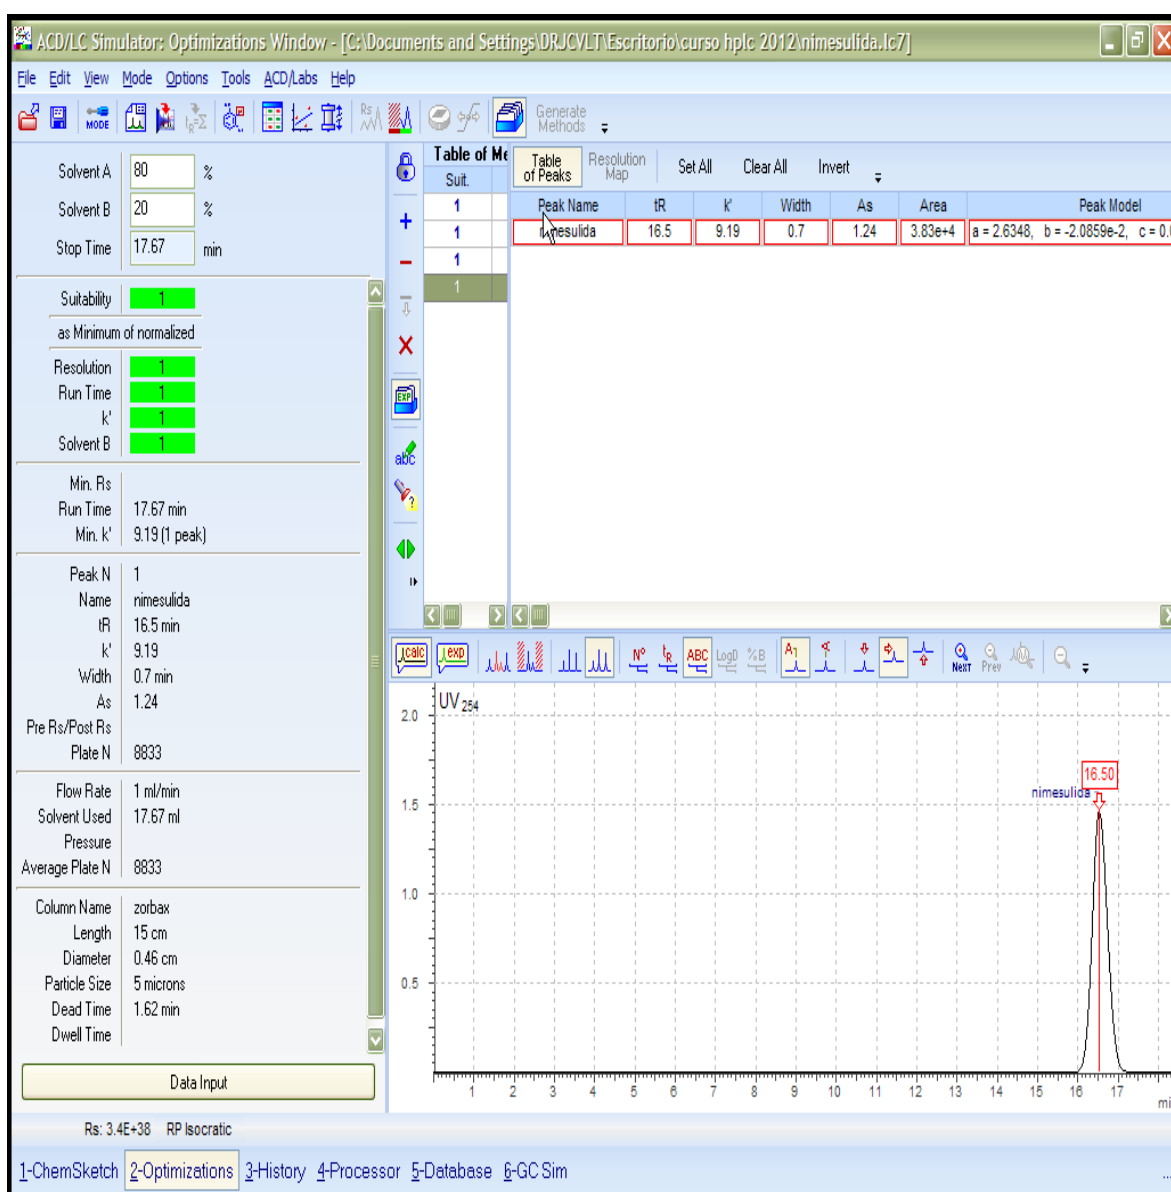 ACD/LC Simulator: Optimizations Window - [C:\Documents and Settings\DRJCVLT\Escritorio\curso hplc 2012\nimesulida.lc7]
File Edit View Mode Options Tools ACD/Labs Help
MODE tR=Σ Rs Generate Methods
Solvent A 80 %
Solvent B 20 %
Stop Time 17.67 min
Suitability 1
as Minimum of normalized
Resolution 1
Run Time 1
k' 1
Solvent B 1
Min. Rs
Run Time 17.67 min
Min. k' 9.19 (1 peak)
Peak N 1
Name nimesulida
tR 16.5 min
k' 9.19
Width 0.7 min
As 1.24
Pre Rs/Post Rs
Plate N 8833
Flow Rate 1 ml/min
Solvent Used 17.67 ml
Pressure
Average Plate N 8833
Column Name zorbax
Length 15 cm
Diameter 0.46 cm
Particle Size 5 microns
Dead Time 1.62 min
Dwell Time
Data Input
EXP
abc
?
Table of Me
Suit.
1
1
1
1
Table of Peaks Resolution Map Set All Clear All Invert
Peak Name tR k' Width As Area Peak Model
nimesulida 16.5 9.19 0.7 1.24 3.83e+4 a = 2.6348, b = -2.0859e-2, c = 0.0
calc exp Nº tR ABC LogD %B A Next Prev
UV 254
2.0
1.5
1.0
0.5
16.50
nimesulida
1 2 3 4 5 6 7 8 9 10 11 12 13 14 15 16 17
mi
Rs: 3.4E+38 RP Isocratic
1-ChemSketch 2-Optimizations 3-History 4-Processor 5-Database 6-GC Sim ...